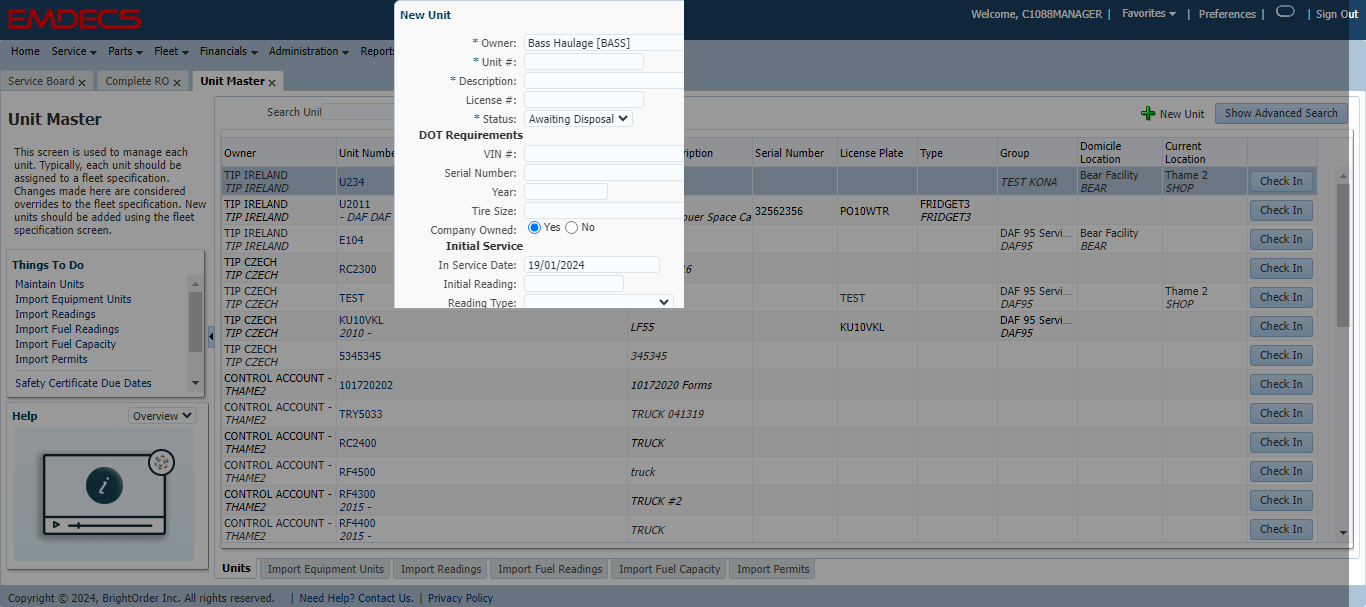 EMDECS
Welcome, C1088MANAGER | Favorites | Preferences | | Sign Out
Home Service Parts Fleet Financials Administration Reports
Service Board x Complete RO x Unit Master x
New Unit
* Owner: Bass Haulage [BASS]
* Unit #:
* Description:
License #:
* Status: Awaiting Disposal
DOT Requirements
VIN #:
Serial Number:
Year:
Tire Size:
Company Owned: Yes No
Initial Service
In Service Date: 19/01/2024
Initial Reading:
Reading Type:
Unit Master
This screen is used to manage each
unit. Typically, each unit should be
assigned to a fleet specification.
Changes made here are considered
overrides to the fleet specification. New
units should be added using the fleet
specification screen.
Things To Do
Maintain Units
Import Equipment Units
Import Readings
Import Fuel Readings
Import Fuel Capacity
Import Permits
Safety Certificate Due Dates
Help Overview
Search Unit
New Unit Show Advanced Search
Owner Unit Numbe ription Serial Number License Plate Type Group Domicile Location Current Location
TIP IRELAND
TIP IRELAND U234 TEST KONA Bear Facility BEAR Thame 2 SHOP Check In
TIP IRELAND
TIP IRELAND U2011 - DAF DAF puer Space Ca 32562356 PO10WTR FRIDGET3 FRIDGET3 Check In
TIP IRELAND
TIP IRELAND E104 DAF 95 Servi... DAF95 Bear Facility BEAR Check In
TIP CZECH
TIP CZECH RC2300 6 Check In
TIP CZECH
TIP CZECH TEST TEST DAF 95 Servi... DAF95 Thame 2 SHOP Check In
TIP CZECH
TIP CZECH KU10VKL 2010 - LF55 KU10VKL DAF 95 Servi... DAF95 Check In
TIP CZECH
TIP CZECH 5345345 345345 Check In
CONTROL ACCOUNT -
THAME2 101720202 10172020 Forms Check In
CONTROL ACCOUNT -
THAME2 TRY5033 TRUCK 041319 Check In
CONTROL ACCOUNT -
THAME2 RC2400 TRUCK Check In
CONTROL ACCOUNT -
THAME2 RF4500 truck Check In
CONTROL ACCOUNT -
THAME2 RF4300 2015 - TRUCK #2 Check In
CONTROL ACCOUNT -
THAME2 RF4400 2015 - TRUCK Check In
Units Import Equipment Units Import Readings Import Fuel Readings Import Fuel Capacity Import Permits
Copyright © 2024, BrightOrder Inc. All rights reserved. | Need Help? Contact Us. | Privacy Policy